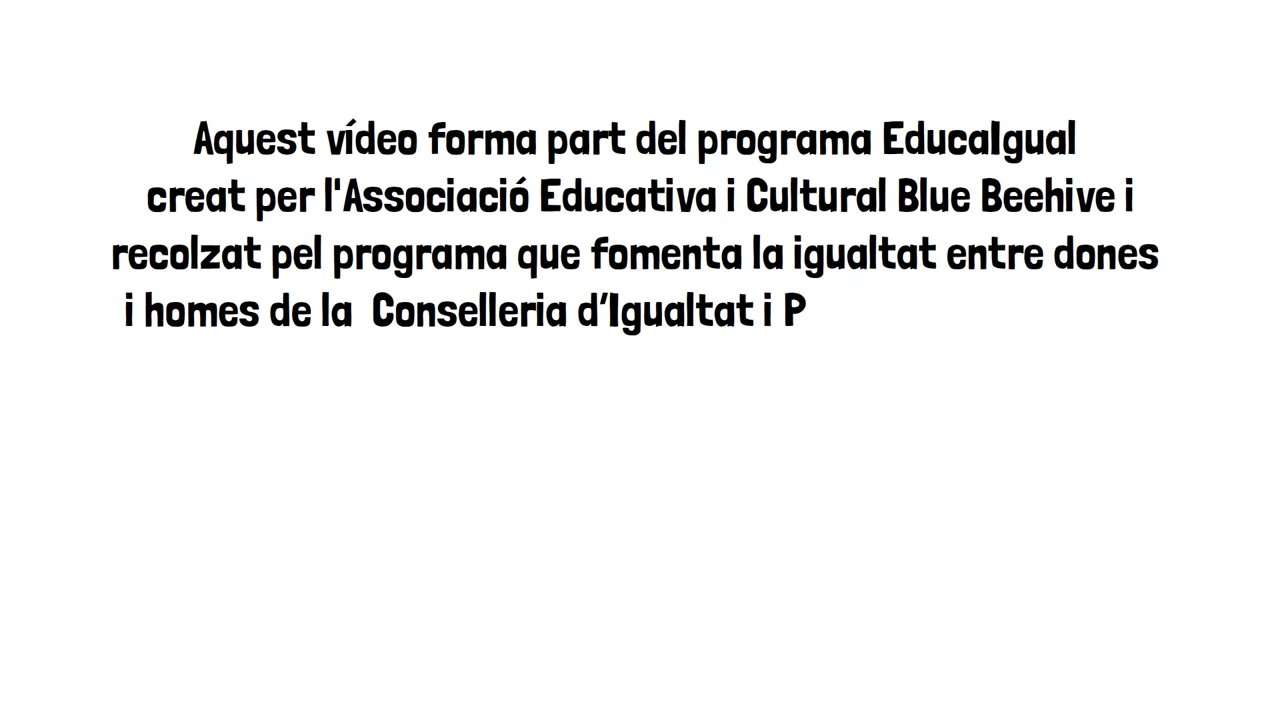 Aquest vídeo forma part del programa EducaIgual
creat per l'Associació Educativa i Cultural Blue Beehive i
recolzat pel programa que fomenta la igualtat entre dones
i homes de la Conselleria d’Igualtat i P